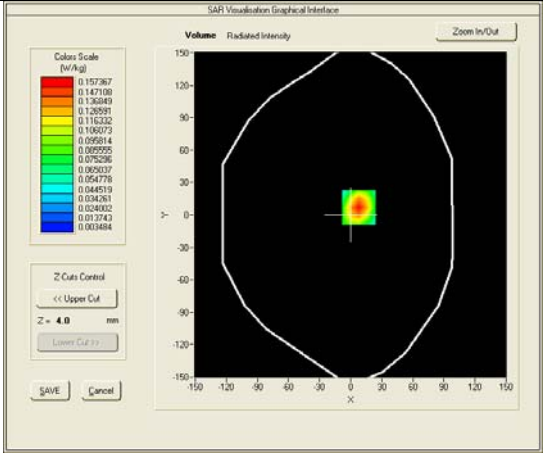 SAR Visualisation Graphical Interface
Volume Radiated Intensity
Zoom In/Out
Colors Scale
(W/kg)
0.157367
0.147108
0.136849
0.126591
0.116332
0.106073
0.095814
0.085555
0.075296
0.065037
0.054778
0.044519
0.034261
0.024002
0.013743
0.003484
150
120
90
60
30
0
-30
-60
-90
-120
-150
Y
-150 -120 -90 -60 -30 0 30 60 90 120 150
X
Z Cuts Control
<< Upper Cut
Z = 4.0 mm
Lower Cut >>
SAVE Cancel